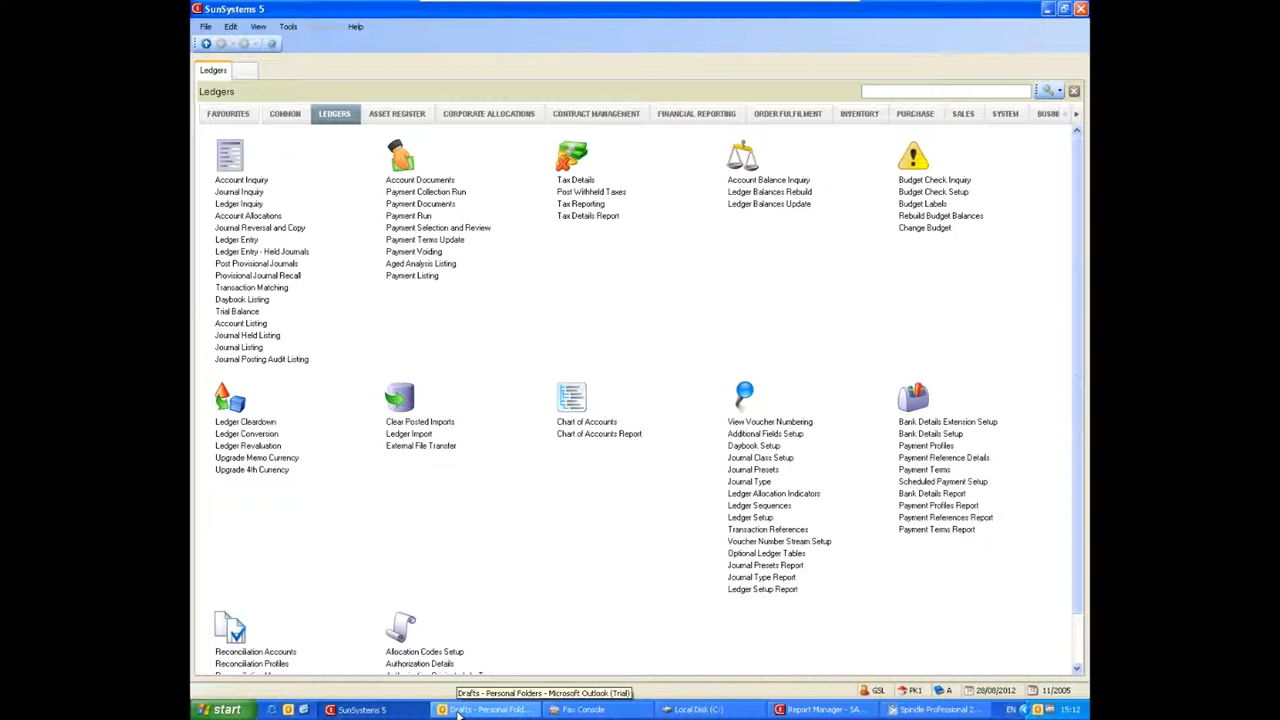 SunSystems 5
File Edit View Tools Help
Ledgers
Ledgers
FAVOURITES COMMON LEDGERS ASSET REGISTER CORPORATE ALLOCATIONS CONTRACT MANAGEMENT FINANCIAL REPORTING ORDER FULFILMENT INVENTORY PURCHASE SALES SYSTEM
Account Inquiry
Journal Inquiry
Ledger Inquiry
Account Allocations
Journal Reversal and Copy
Ledger Entry
Ledger Entry - Held Journals
Post Provisional Journals
Provisional Journal Recall
Transaction Matching
Daybook Listing
Trial Balance
Account Listing
Journal Held Listing
Journal Listing
Journal Posting Audit Listing
Account Documents
Payment Collection Run
Payment Documents
Payment Run
Payment Selection and Review
Payment Terms Update
Payment Voiding
Aged Analysis Listing
Payment Listing
Tax Details
Post Withheld Taxes
Tax Reporting
Tax Details Report
Account Balance Inquiry
Ledger Balances Rebuild
Ledger Balances Update
Budget Check Inquiry
Budget Check Setup
Budget Labels
Rebuild Budget Balances
Change Budget
Ledger Cleardown
Ledger Conversion
Ledger Revaluation
Upgrade Memo Currency
Upgrade 4th Currency
Clear Posted Imports
Ledger Import
External File Transfer
Chart of Accounts
Chart of Accounts Report
View Voucher Numbering
Additional Fields Setup
Daybook Setup
Journal Class Setup
Journal Presets
Journal Type
Ledger Allocation Indicators
Ledger Sequences
Ledger Setup
Transaction References
Voucher Number Stream Setup
Optional Ledger Tables
Journal Presets Report
Journal Type Report
Ledger Setup Report
Bank Details Extension Setup
Bank Details Setup
Payment Profiles
Payment Reference Details
Payment Terms
Scheduled Payment Setup
Bank Details Report
Payment Profiles Report
Payment References Report
Payment Terms Report
Reconciliation Accounts
Reconciliation Profiles
Allocation Codes Setup
Authorization Details
Drafts - Personal Folders - Microsoft Outlook (Trial)
GSL PK1 A 28/08/2012 11/2005
start SunSystems 5 Drafts - Personal Fold... Fax Console Local Disk (C:) Report Manager - SA... Spindle Professional 2... EN 15:12